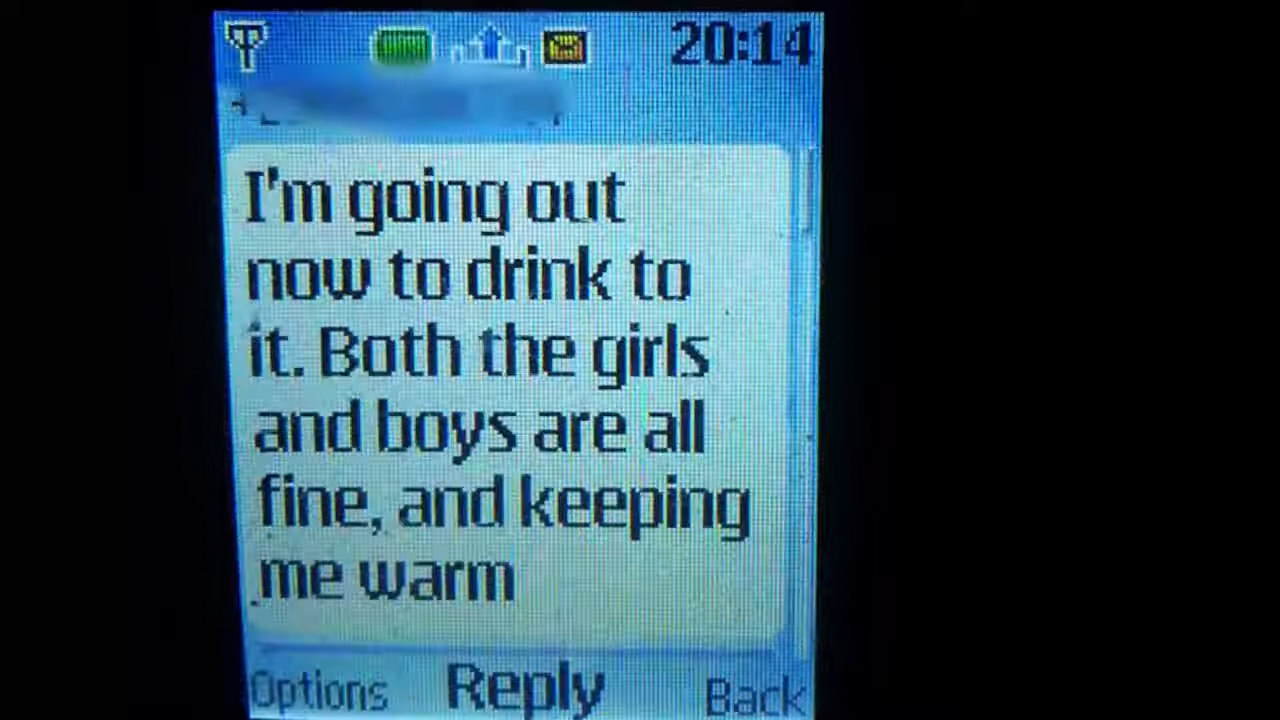 20:14
I'm going out
now to drink to
it. Both the girls
and boys are all
fine, and keeping
me warm
Options Reply Back